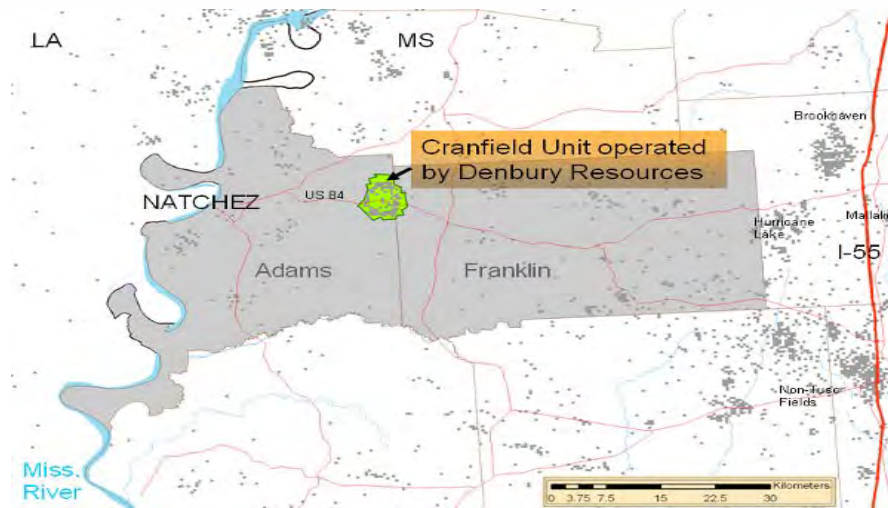 LA
MS
Brookhaven
Cranfield Unit operated
by Denbury Resources
US 84
NATCHEZ
Hurricane
Lake
I-55
Adams
Franklin
Non-Tusc
Fields
Miss.
River
Kilometers
0 3.75 7.5 15 22.5 30